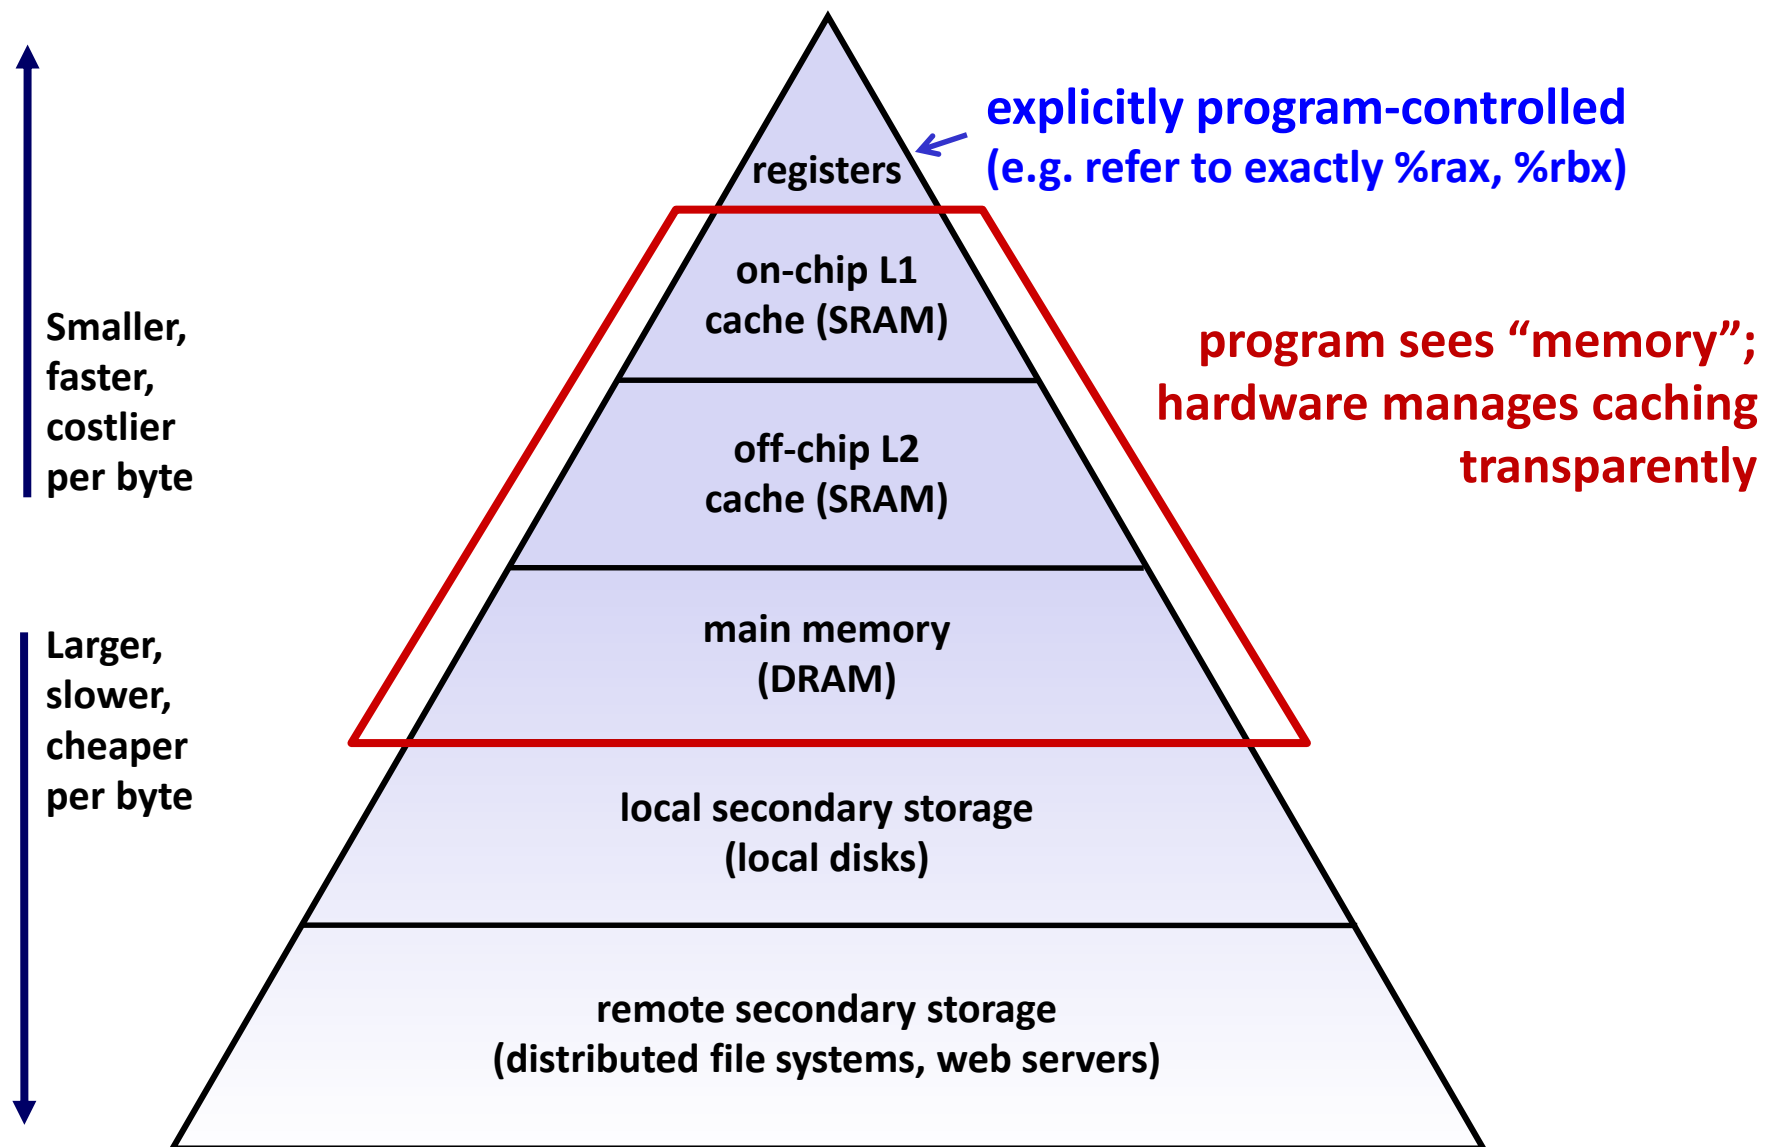 explicitly program-controlled
(e.g. refer to exactly %rax, %rbx)
registers
on-chip L1
cache (SRAM)
Smaller,
faster,
costlier
per byte
program sees “memory”;
hardware manages caching
transparently
off-chip L2
cache (SRAM)
main memory
(DRAM)
Larger,
slower,
cheaper
per byte
local secondary storage
(local disks)
remote secondary storage
(distributed file systems, web servers)